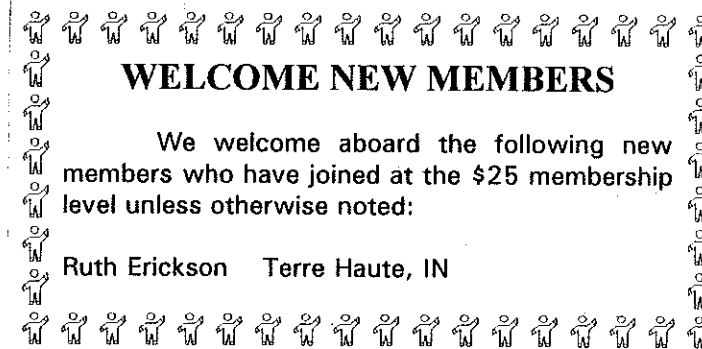 WELCOME NEW MEMBERS
We welcome aboard the following new
members who have joined at the $25 membership
level unless otherwise noted:
Ruth Erickson Terre Haute, IN